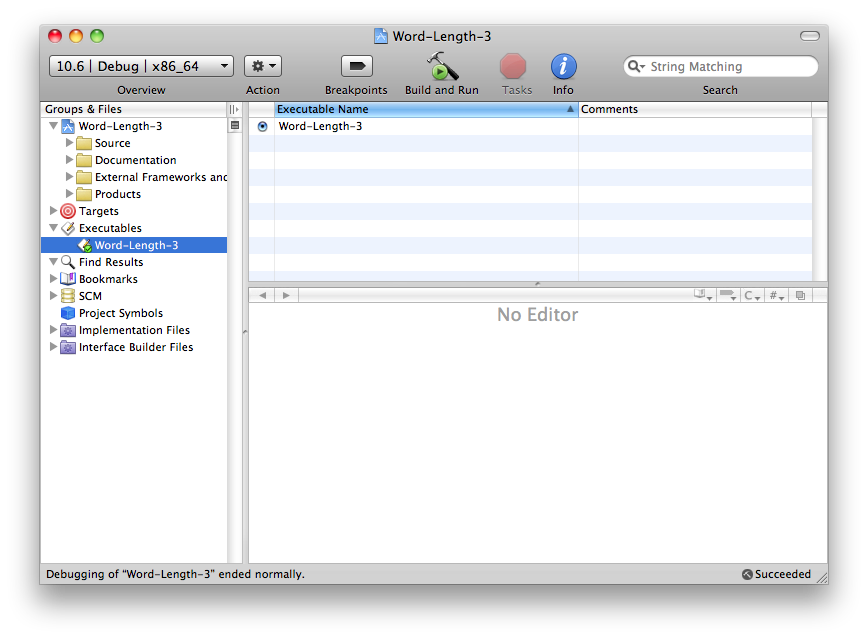 Word-Length-3
10.6 | Debug | x86_64
String Matching
Overview
Action
Breakpoints
Build and Run
Tasks
Info
Search
Groups & Files
Executable Name
Comments
Word-Length-3
Word-Length-3
Source
Documentation
External Frameworks and
Products
Targets
Executables
Word-Length-3
Find Results
Bookmarks
SCM
Project Symbols
Implementation Files
Interface Builder Files
C
#
No Editor
Debugging of “Word-Length-3” ended normally.
Succeeded